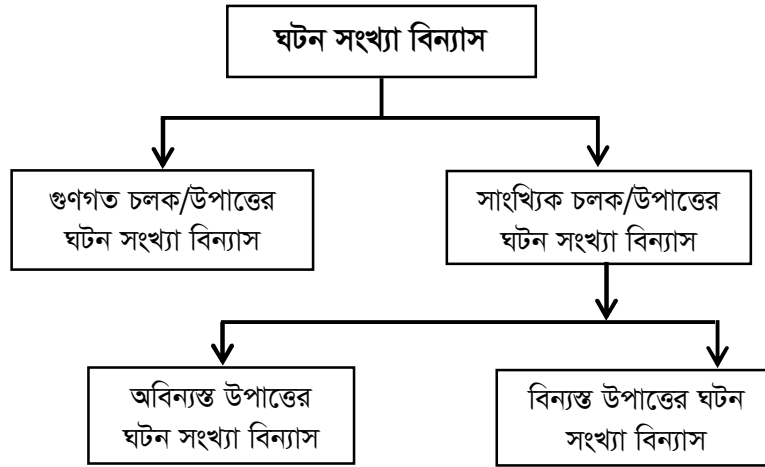 ঘটন সংখ্যা বিন্যাস
গুণগত চলক/উপাত্তের
ঘটন সংখ্যা বিন্যাস
সাংখ্যিক চলক/উপাত্তের
ঘটন সংখ্যা বিন্যাস
অবিন্যস্ত উপাত্তের
ঘটন সংখ্যা বিন্যাস
বিন্যস্ত উপাত্তের ঘটন
সংখ্যা বিন্যাস